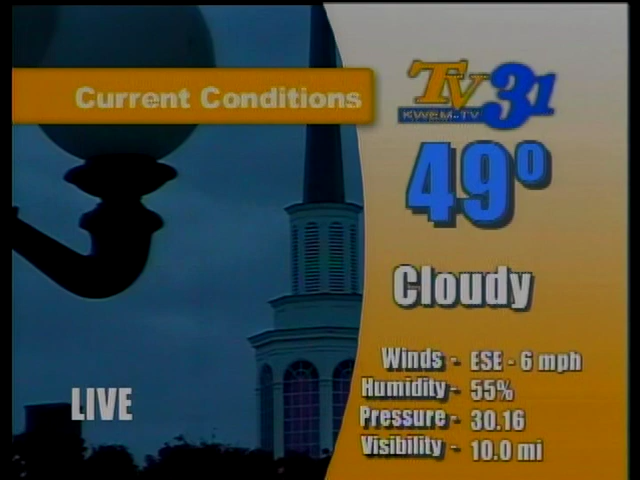 Current Conditions
TV31
KWEM-TV
49°
Cloudy
Winds - ESE - 6 mph
Humidity - 55%
Pressure - 30.16
Visibility - 10.0 mi
LIVE